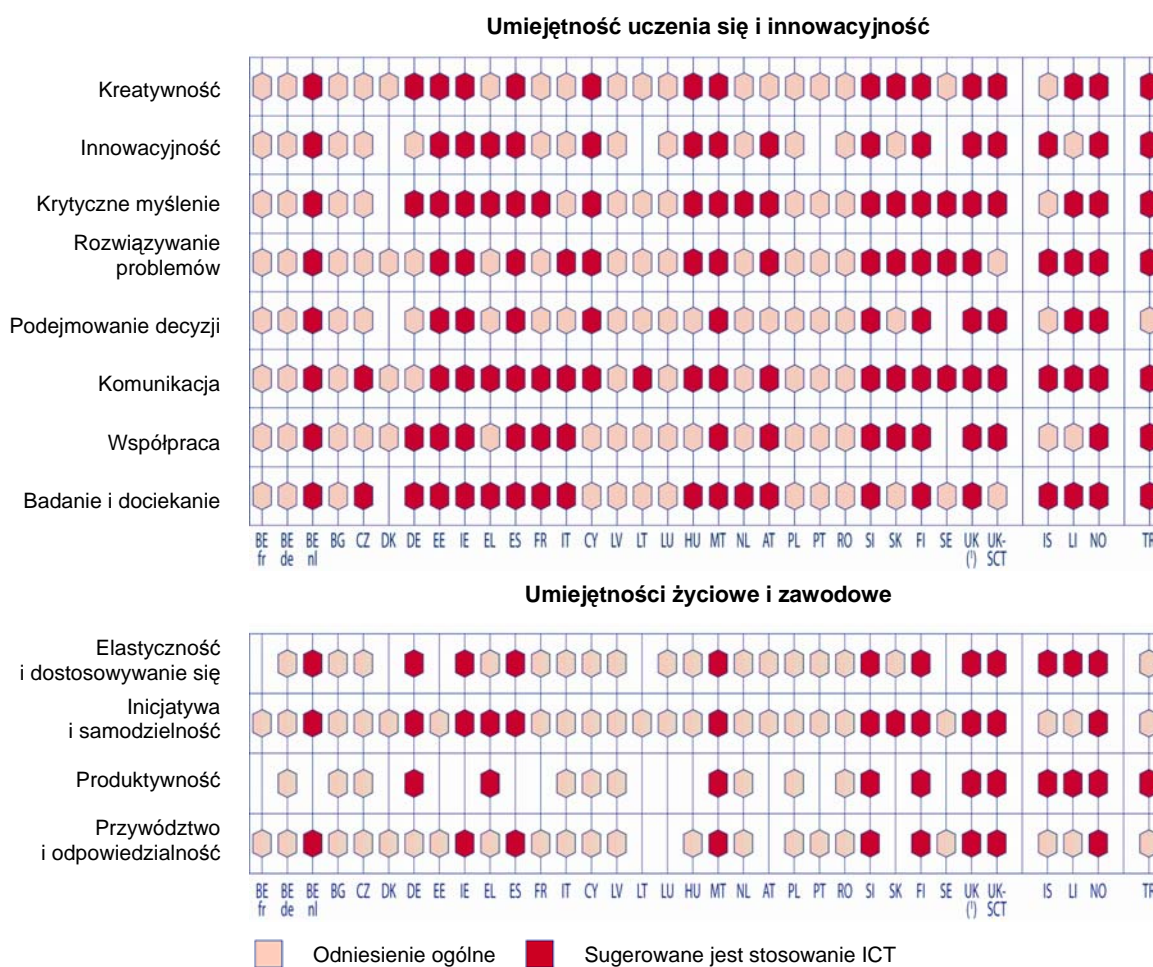 Umiejętność uczenia się i innowacyjność
Kreatywność
Innowacyjność
Krytyczne myślenie
Rozwiązywanie
problemów
Podejmowanie decyzji
Komunikacja
Współpraca
Badanie i dociekanie
BE BE BE BG CZ DK DE EE IE EL ES FR IT CY LV LT LU HU MT NL AT PL PT RO SI SK FI SE UK UK- IS LI NO TR
fr de nl (¹) SCT
Umiejętności życiowe i zawodowe
Elastyczność
i dostosowywanie się
Inicjatywa
i samodzielność
Produktywność
Przywództwo
i odpowiedzialność
BE BE BE BG CZ DK DE EE IE EL ES FR IT CY LV LT LU HU MT NL AT PL PT RO SI SK FI SE UK UK- IS LI NO TR
fr de nl (¹) SCT
Odniesienie ogólne Sugerowane jest stosowanie ICT